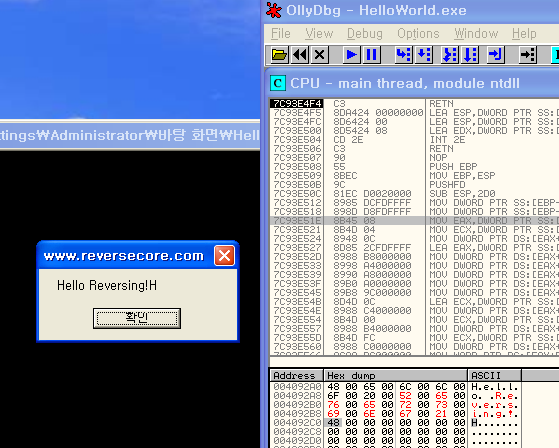 OllyDbg - HelloWorld.exe
File View Debug Options Window Help
C CPU - main thread, module ntdll
ttings₩Administrator₩바탕 화면₩Hell
7C93E4F4 C3 RETN
7C93E4F5 8DA424 00000000 LEA ESP,DWORD PTR SS:[
7C93E4FC 8D6424 00 LEA ESP,DWORD PTR SS:[
7C93E500 8D5424 08 LEA EDX,DWORD PTR SS:[
7C93E504 CD 2E INT 2E
7C93E506 C3 RETN
7C93E507 90 NOP
7C93E508 55 PUSH EBP
7C93E509 8BEC MOV EBP,ESP
7C93E50B 9C PUSHFD
7C93E50C 81EC D0020000 SUB ESP,2D0
7C93E512 8985 DCFDFFFF MOV DWORD PTR SS:[EBP-
7C93E518 898D D8FDFFFF MOV DWORD PTR SS:[EBP-
7C93E51E 8B45 08 MOV EAX,DWORD PTR SS:[
7C93E521 8B4D 04 MOV ECX,DWORD PTR SS:[
7C93E524 8948 0C MOV DWORD PTR DS:[EAX+
7C93E527 8D85 2CFDFFFF LEA EAX,DWORD PTR SS:[
7C93E52D 8988 B8000000 MOV DWORD PTR DS:[EAX+
7C93E533 8998 A4000000 MOV DWORD PTR DS:[EAX+
7C93E539 8990 A8000000 MOV DWORD PTR DS:[EAX+
7C93E53F 89B0 A0000000 MOV DWORD PTR DS:[EAX+
7C93E545 89B8 9C000000 MOV DWORD PTR DS:[EAX+
7C93E54B 8D4D 0C LEA ECX,DWORD PTR SS:[
7C93E54E 8988 C4000000 MOV DWORD PTR DS:[EAX+
7C93E554 8B4D 00 MOV ECX,DWORD PTR SS:[
7C93E557 8988 B4000000 MOV DWORD PTR DS:[EAX+
7C93E55D 8B4D FC MOV ECX,DWORD PTR SS:[
7C93E560 8988 C0000000 MOV DWORD PTR DS:[EAX+
www.reversecore.com
Hello Reversing!H
확인
Address Hex dump ASCII
004092A0 48 00 65 00 6C 00 6C 00 H.e.l.l.
004092A8 6F 00 20 00 52 00 65 00 o. .R.e.
004092B0 76 00 65 00 72 00 73 00 v.e.r.s.
004092B8 69 00 6E 00 67 00 21 00 i.n.g.!.
004092C0 48 00 00 00 00 00 00 00 H.......
004092C8 00 00 00 00 00 00 00 00 ........